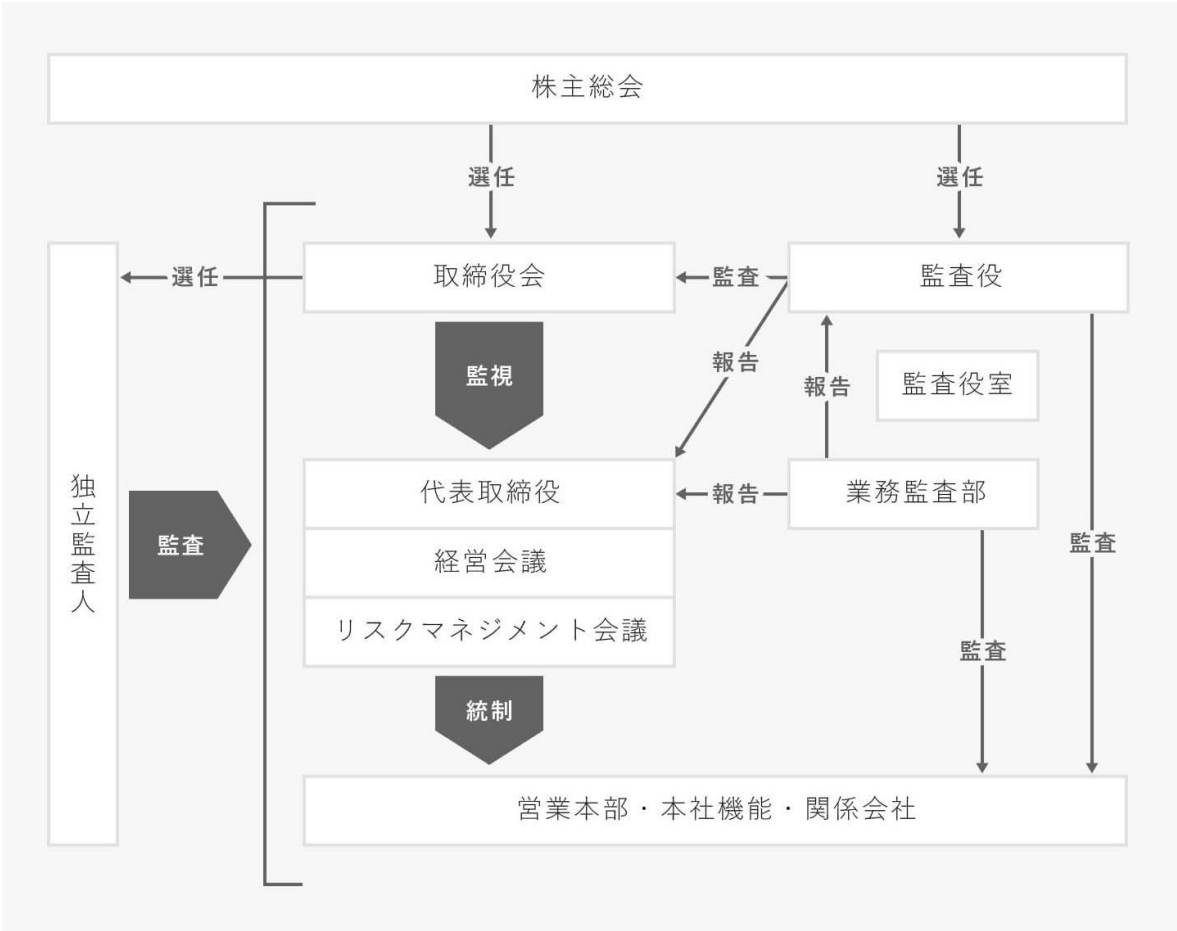 株主総会
選任
選任
選任
取締役会
監査
監査役
監視
報告
報告
監査役室
独立監査人
監査
代表取締役
報告
業務監査部
経営会議
監査
リスクマネジメント会議
監査
統制
営業本部・本社機能・関係会社